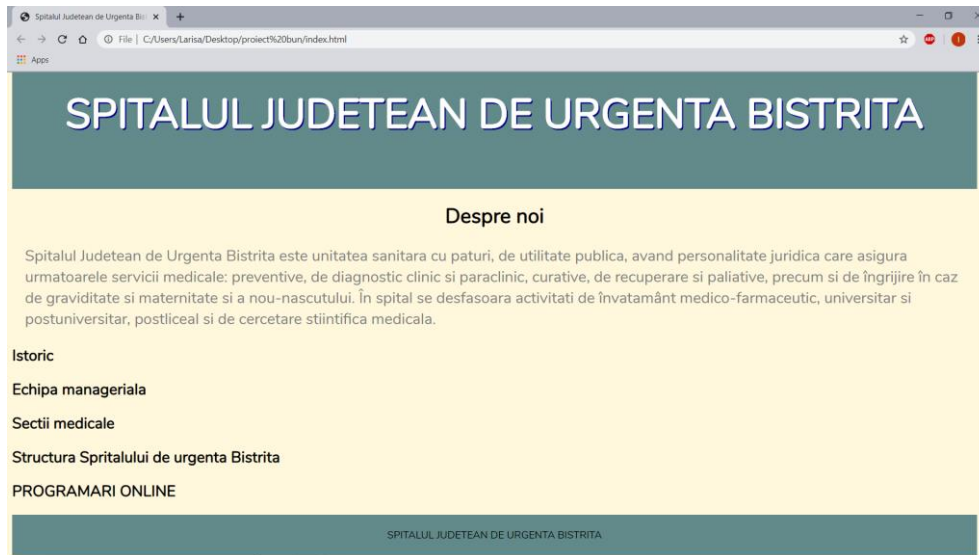 Spitalul Judetean de Urgenta Bis
File | C:/Users/Larisa/Desktop/proiect%20bun/index.html
ABP
I
Apps
SPITALUL JUDETEAN DE URGENTA BISTRITA
Despre noi
Spitalul Judetean de Urgenta Bistrita este unitatea sanitara cu paturi, de utilitate publica, avand personalitate juridica care asigura
urmatoarele servicii medicale: preventive, de diagnostic clinic si paraclinic, curative, de recuperare si paliative, precum si de îngrijire în caz
de graviditate si maternitate si a nou-nascutului. În spital se desfasoara activitati de învatamânt medico-farmaceutic, universitar si
postuniversitar, postliceal si de cercetare stiintifica medicala.
Istoric
Echipa manageriala
Sectii medicale
Structura Spritalului de urgenta Bistrita
PROGRAMARI ONLINE
SPITALUL JUDETEAN DE URGENTA BISTRITA